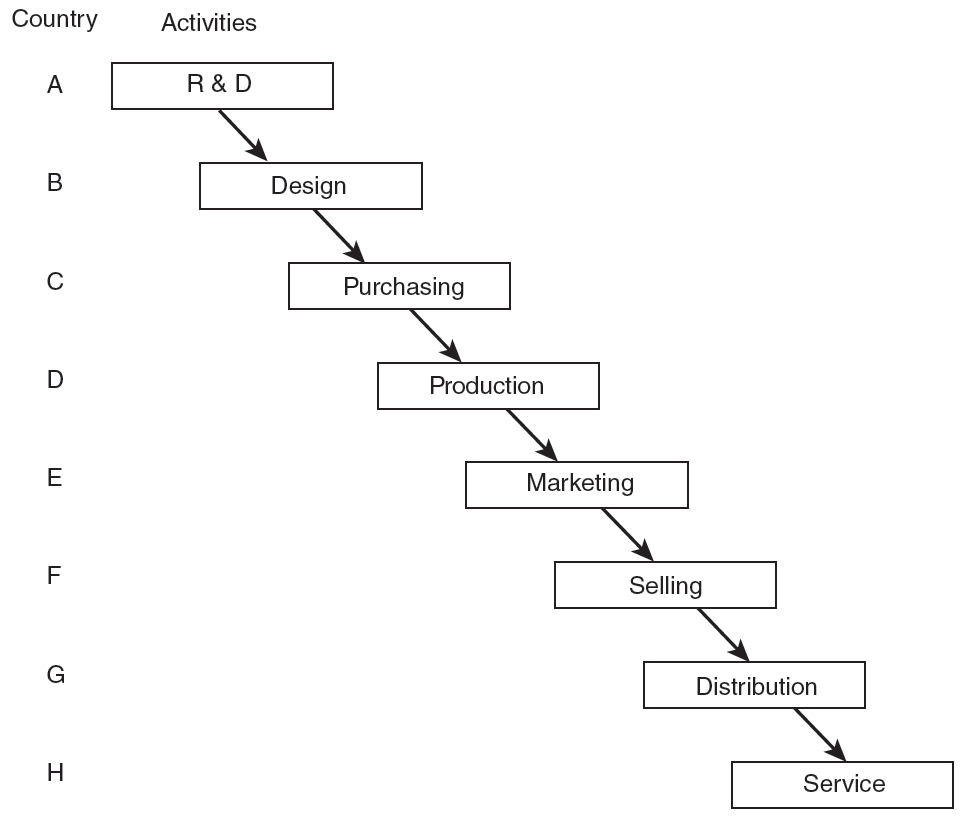 Country Activities
A R & D
B Design
C Purchasing
D Production
E Marketing
F Selling
G Distribution
H Service